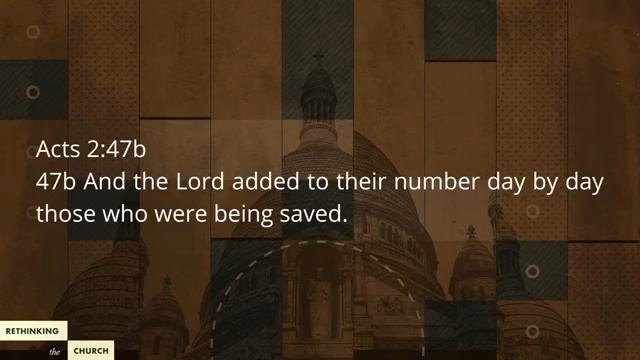 Acts 2:47b
47b And the Lord added to their number day by day
those who were being saved.
RETHINKING
the CHURCH